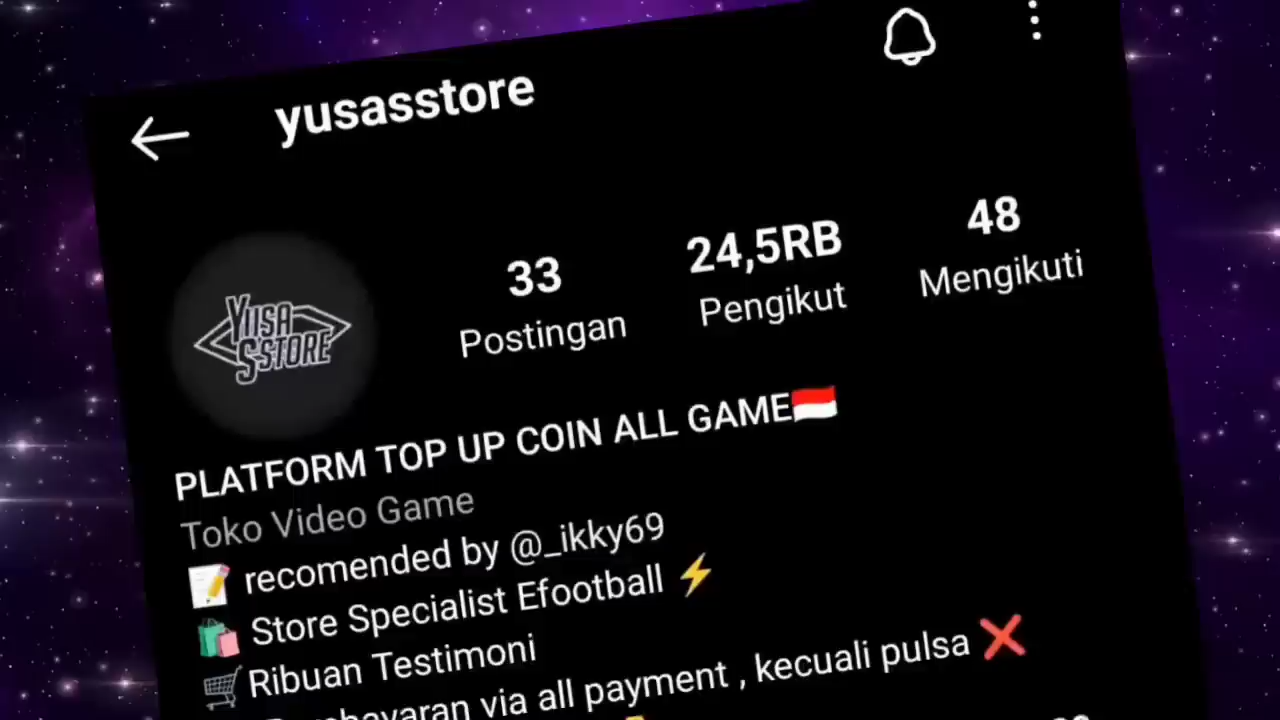 yusasstore
33
24,5RB
48
Postingan
Pengikut
Mengikuti
YUSA
SSTORE
PLATFORM TOP UP COIN ALL GAME🇮🇩
Toko Video Game
📝 recomended by @_ikky69
🛍️ Store Specialist Efootball ⚡
🛒 Ribuan Testimoni
via all payment , kecuali pulsa ❌